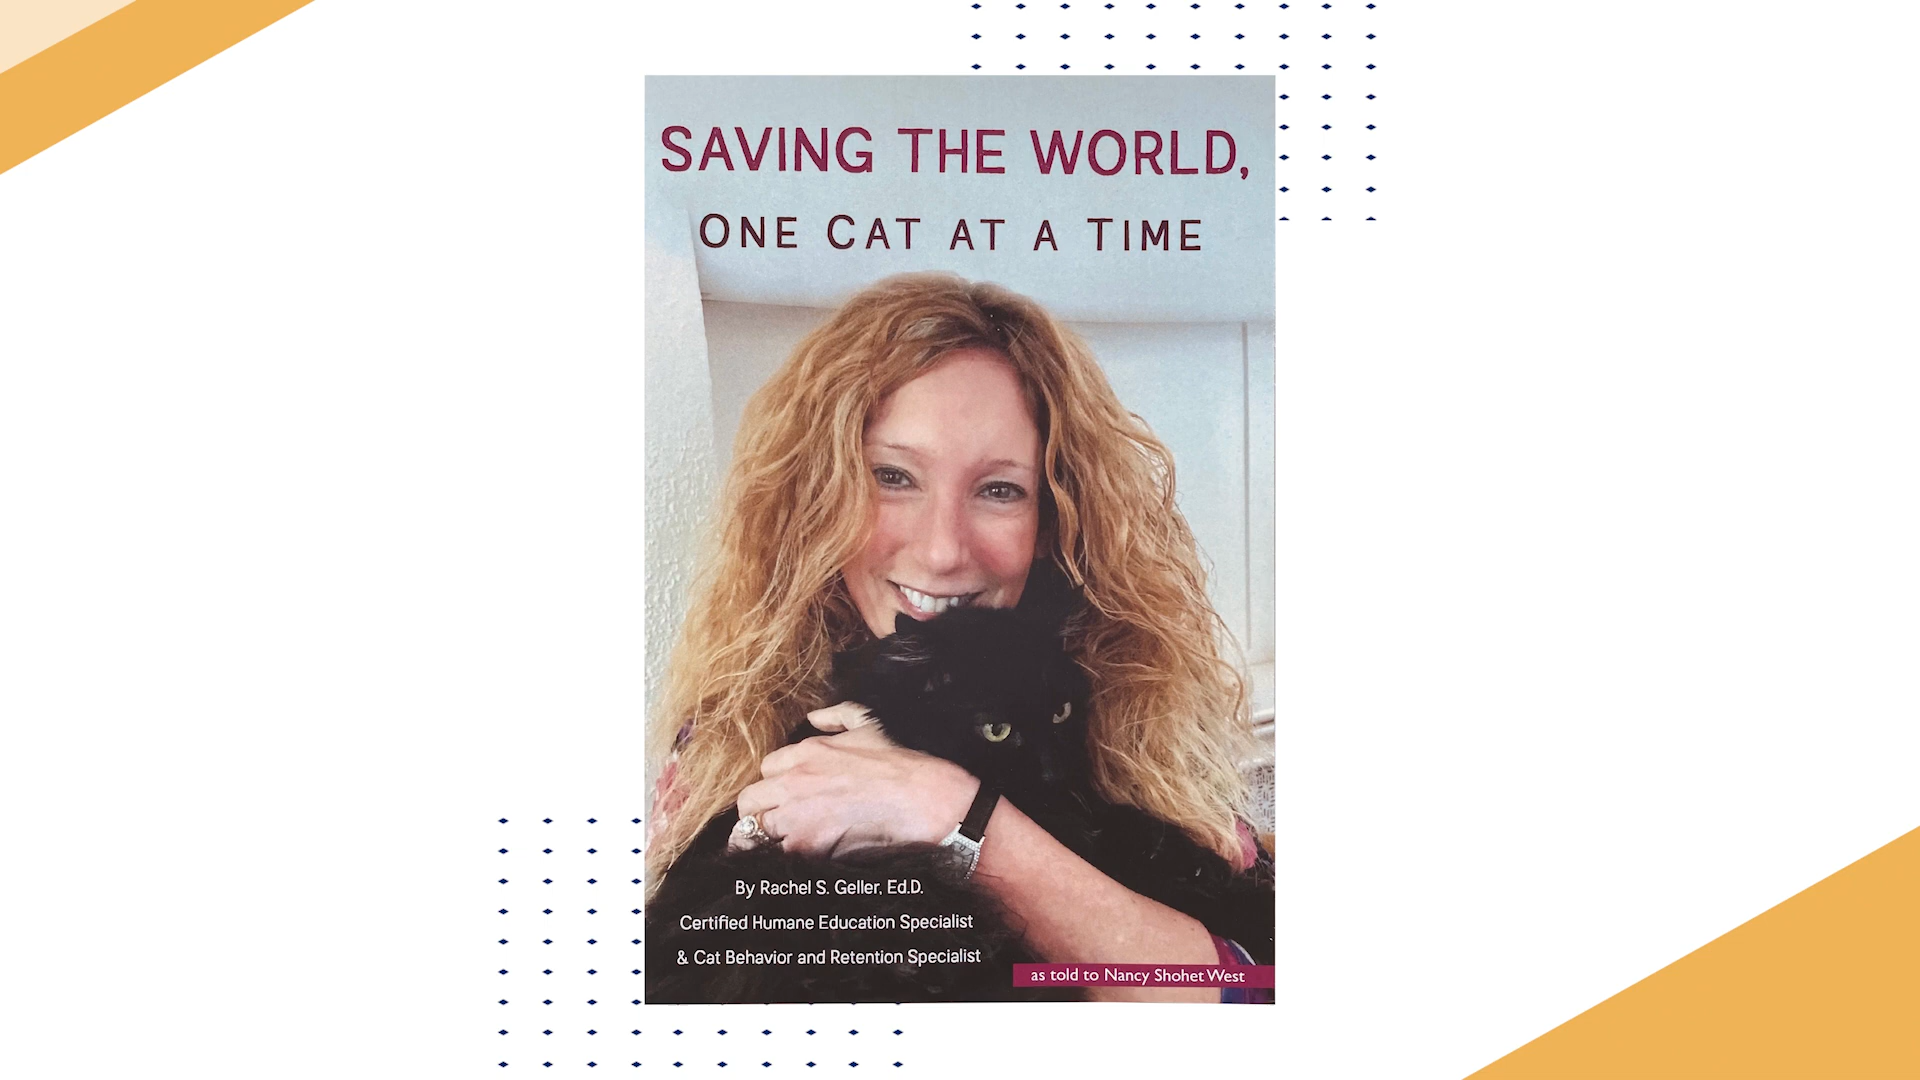 SAVING THE WORLD,
ONE CAT AT A TIME
By Rachel S. Geller, Ed.D.
Certified Humane Education Specialist
& Cat Behavior and Retention Specialist
as told to Nancy Shohet West